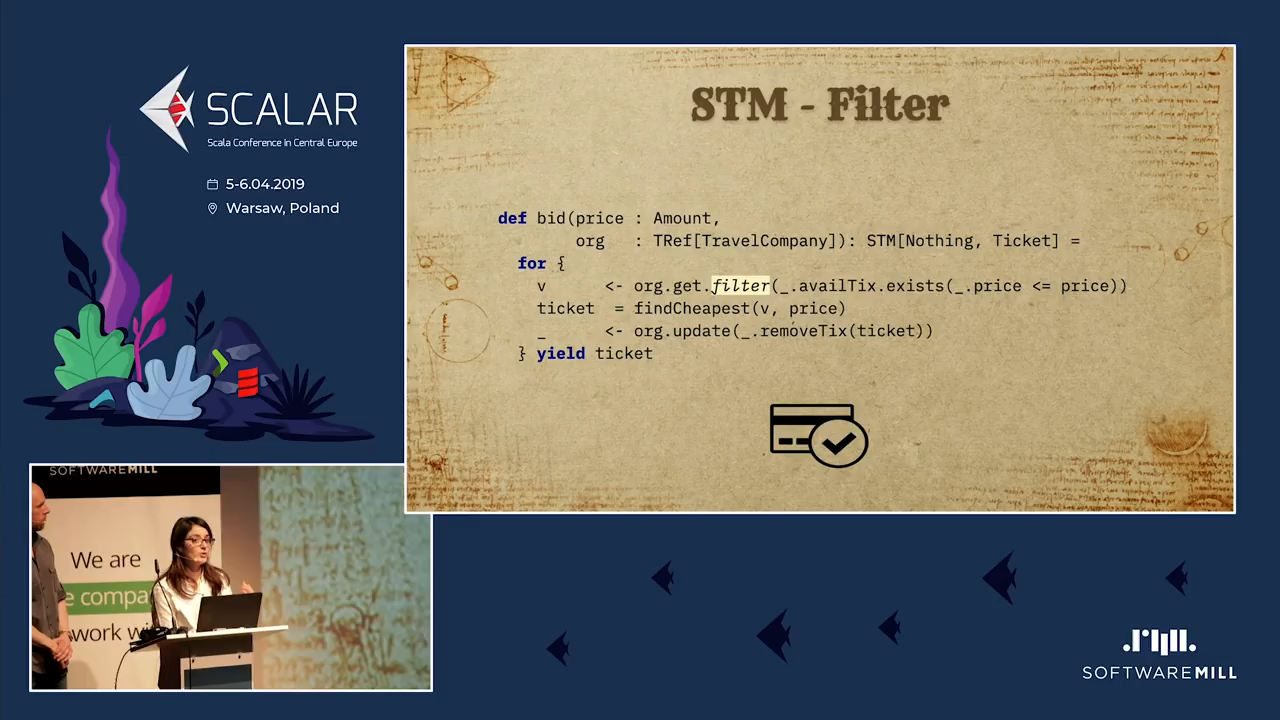 SCALAR
Scala Conference in Central Europe
5-6.04.2019
Warsaw, Poland
STM - Filter
def bid(price : Amount,
org : TRef[TravelCompany]): STM[Nothing, Ticket] =
for {
v <- org.get.filter(_.availTix.exists(_.price <= price))
ticket = findCheapest(v, price)
_ <- org.update(_.removeTix(ticket))
} yield ticket
SOFTWAREMILL
We are
e compa
work wi
SOFTWAREMILL